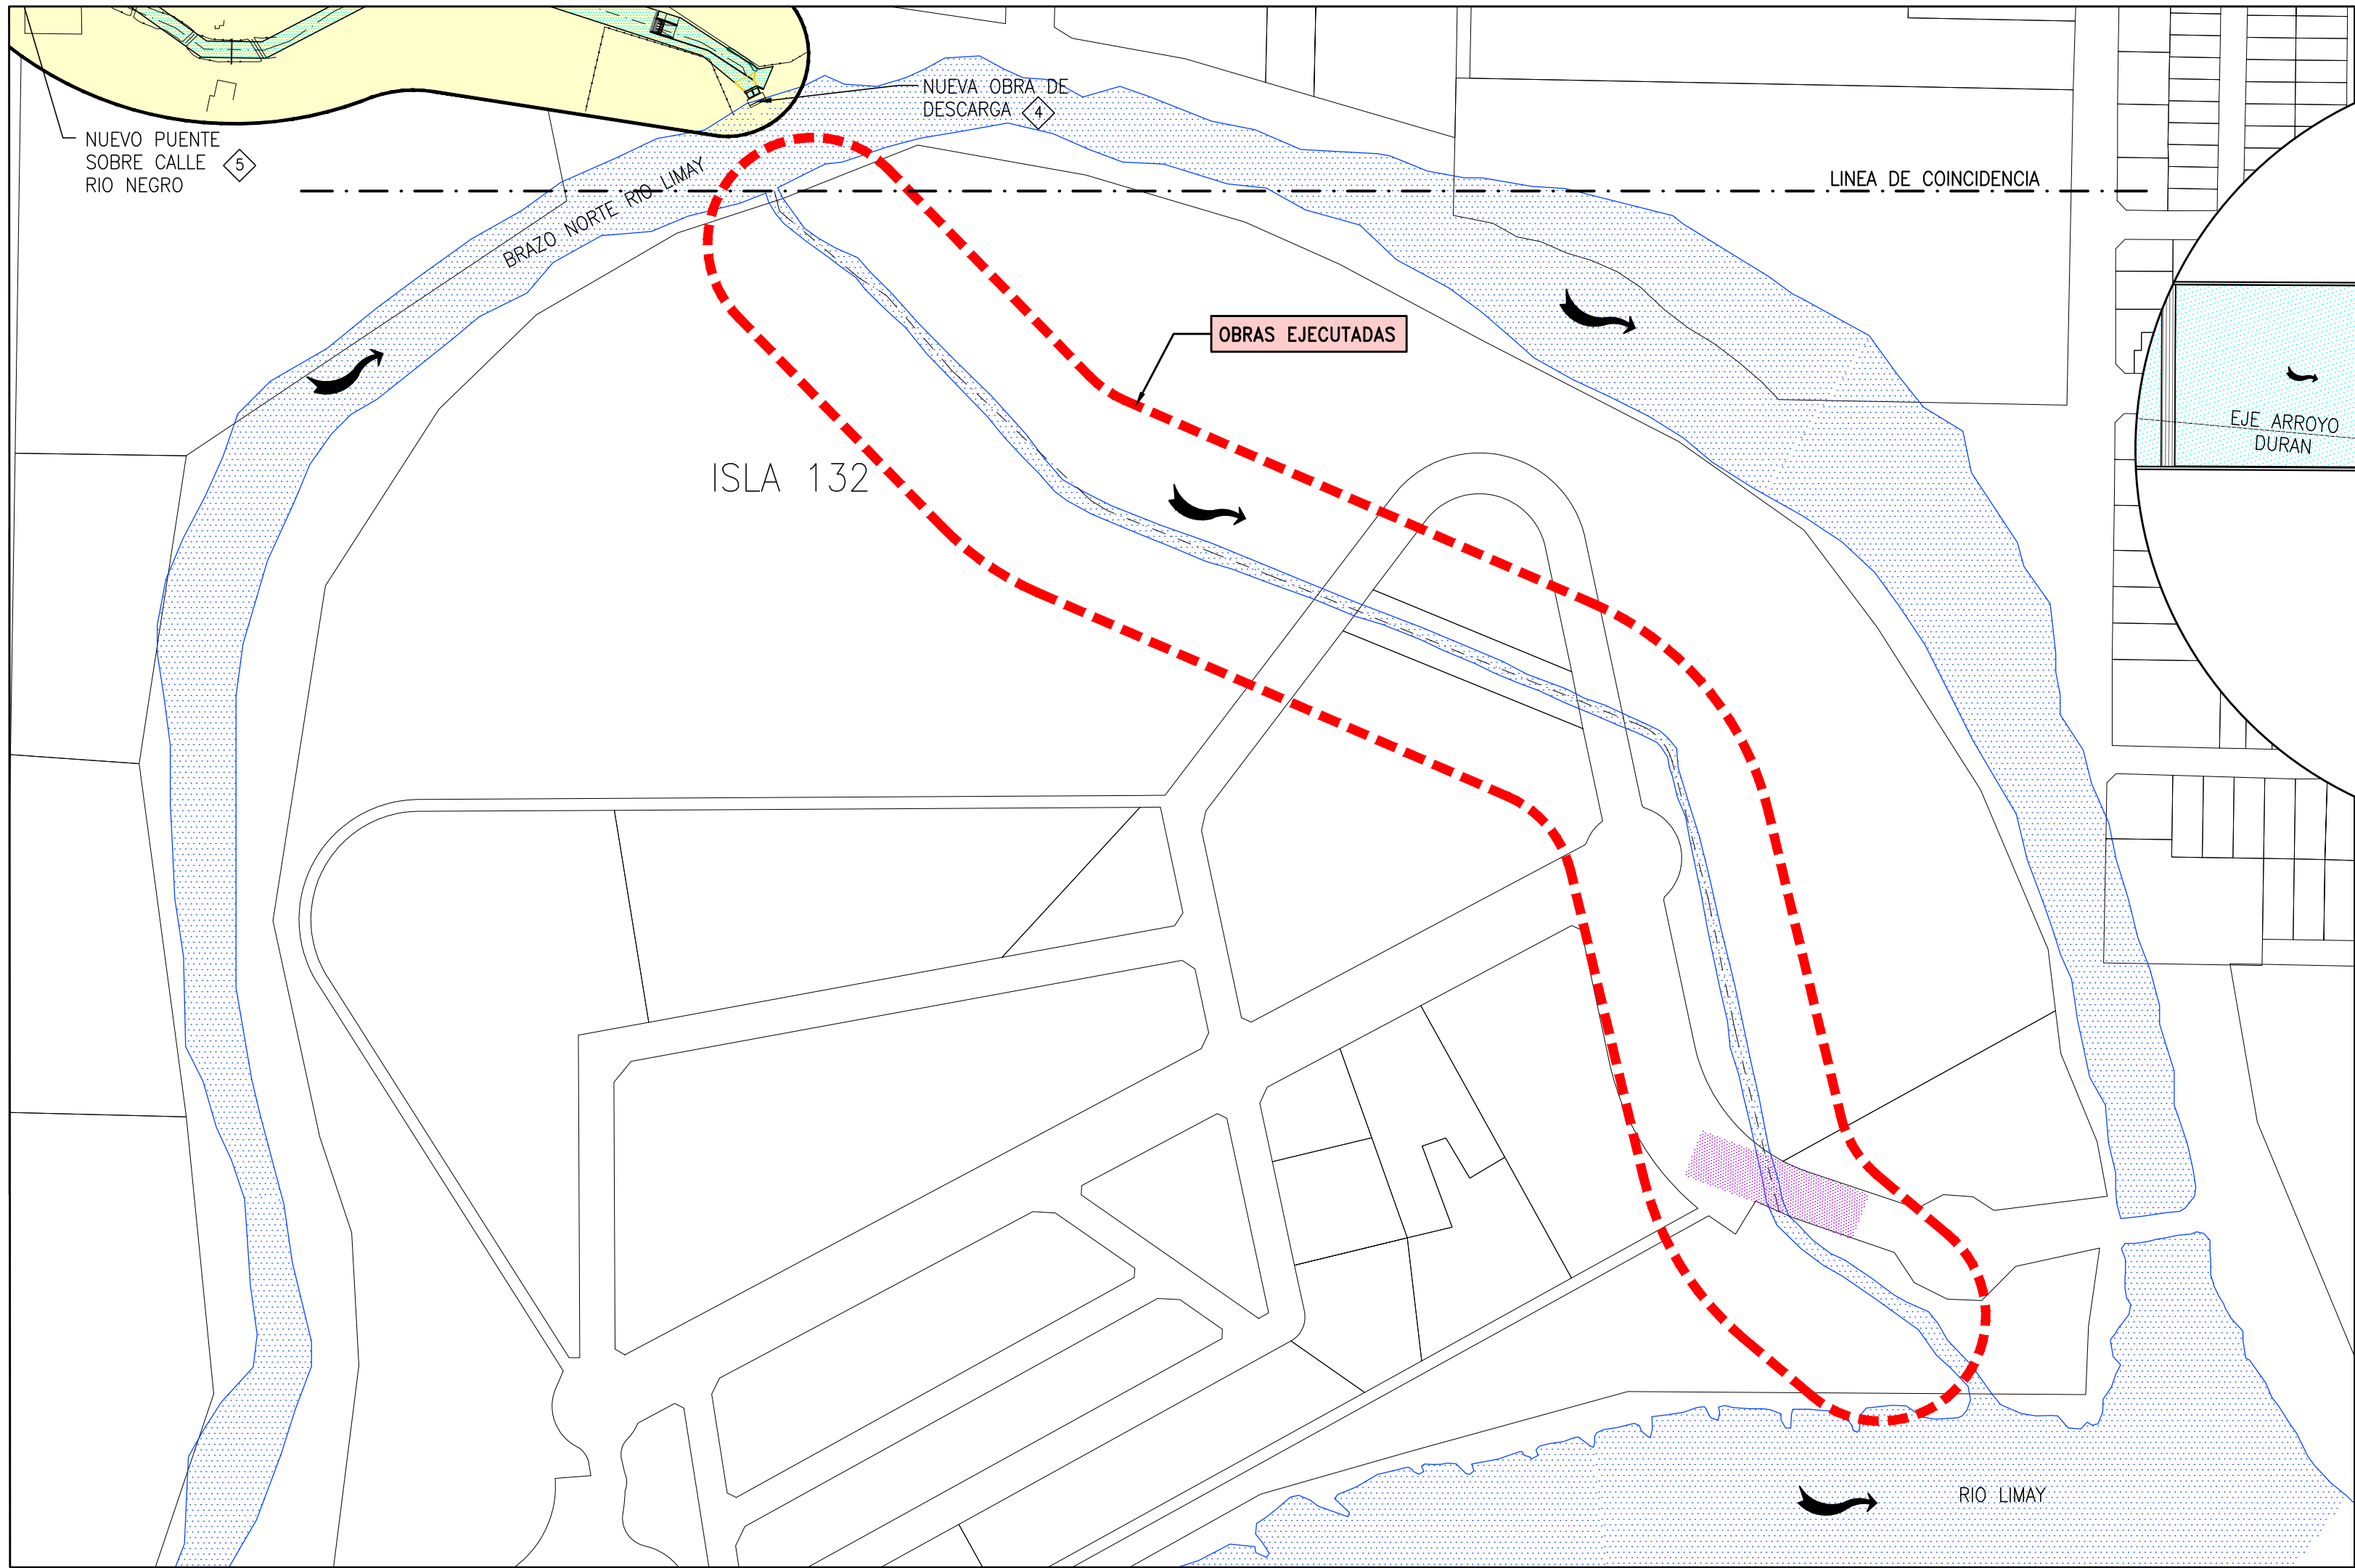 NUEVA OBRA DE
DESCARGA 4
NUEVO PUENTE
SOBRE CALLE 5
RIO NEGRO
BRAZO NORTE RIO LIMAY
LINEA DE COINCIDENCIA
OBRAS EJECUTADAS
EJE ARROYO
DURAN
ISLA 132
RIO LIMAY